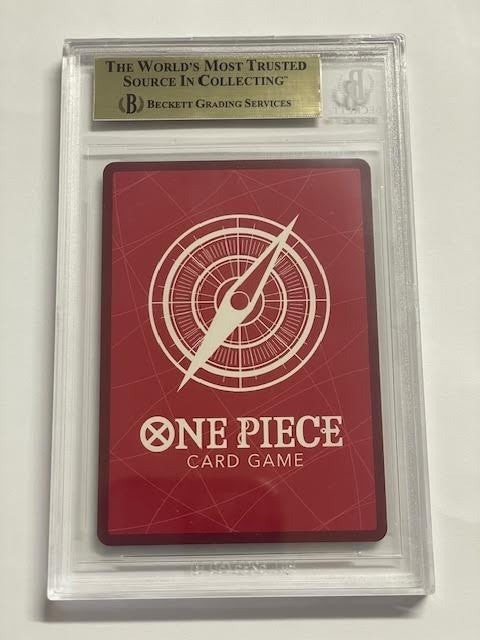 THE WORLD'S MOST TRUSTED
SOURCE IN COLLECTING™
B BECKETT GRADING SERVICES
ONE PIECE
CARD GAME